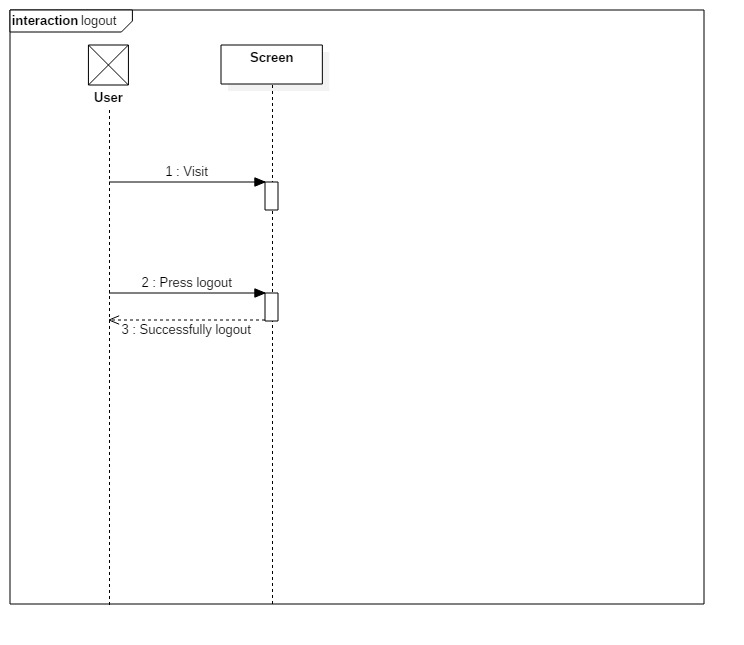 interaction logout
User
Screen
1 : Visit
2 : Press logout
3 : Successfully logout